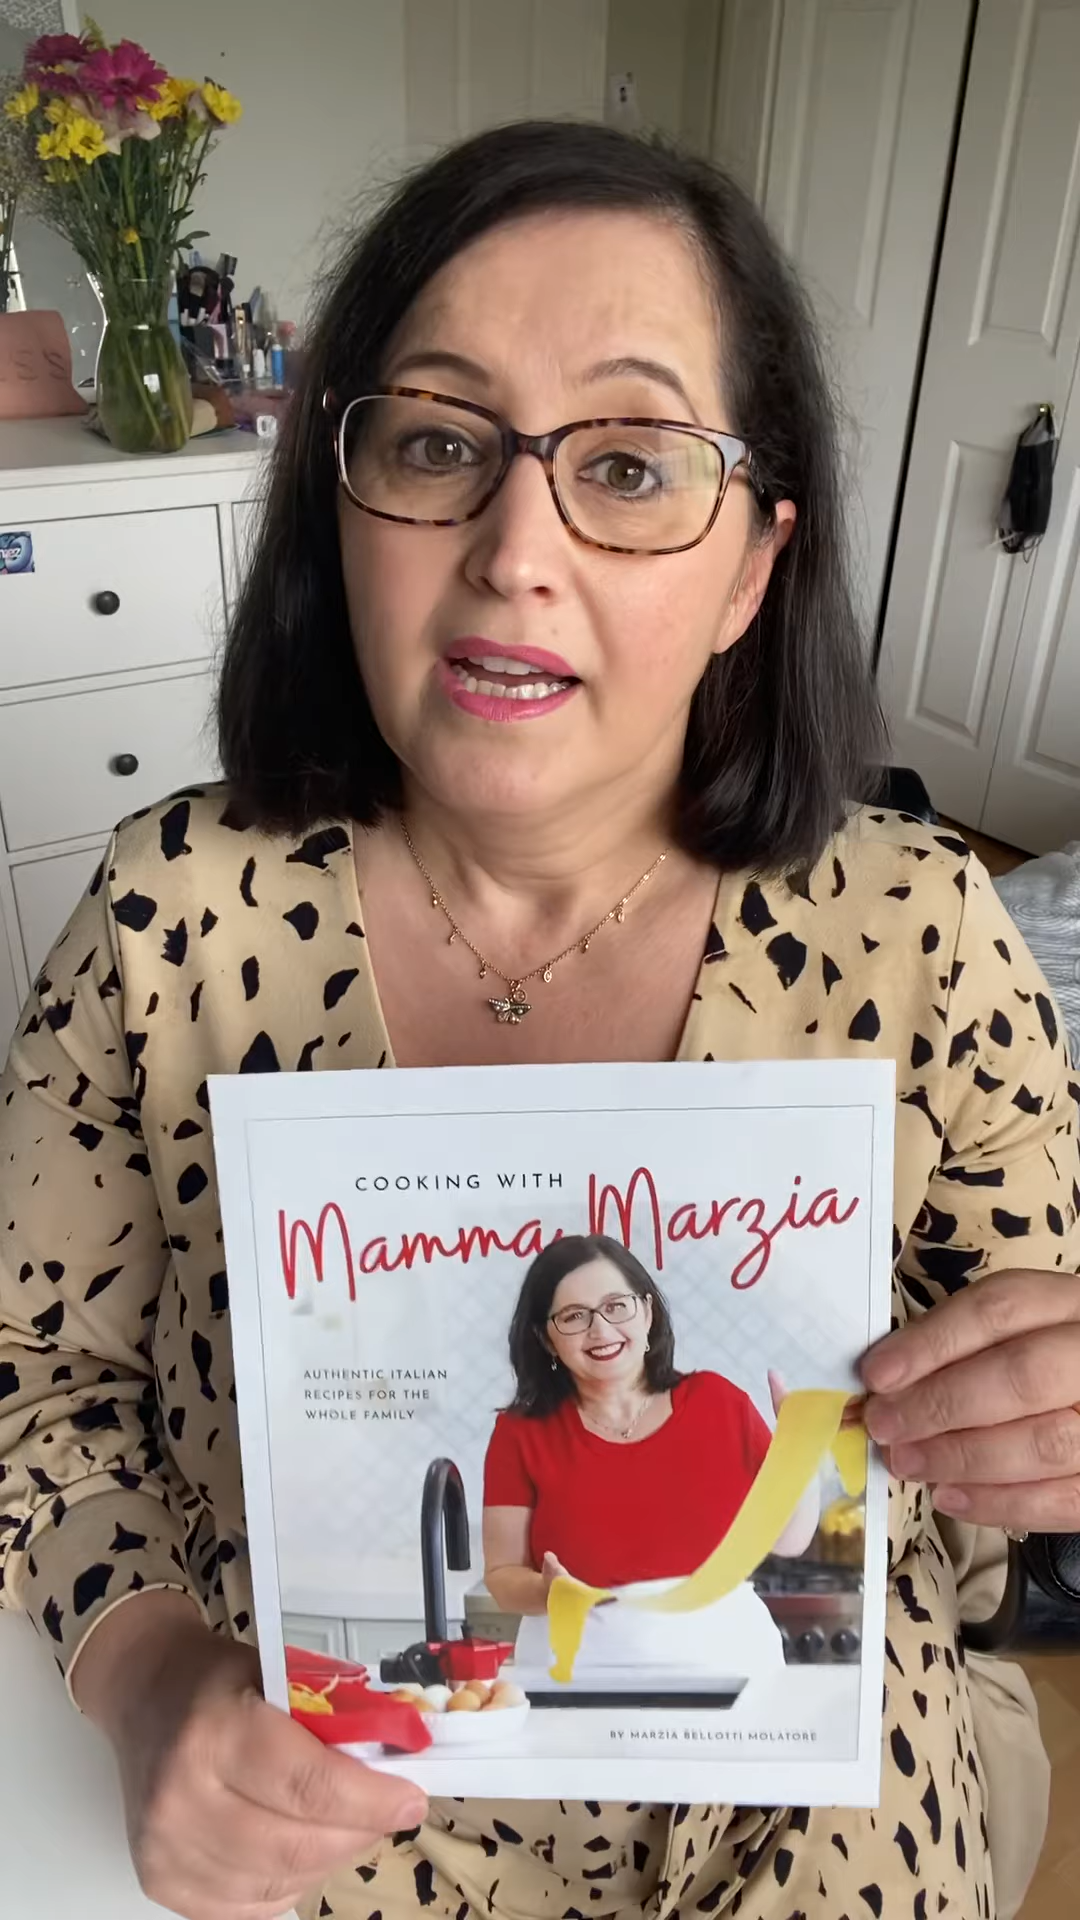 COOKING WITH
Mamma Marzia
AUTHENTIC ITALIAN
RECIPES FOR THE
WHOLE FAMILY
BY MARZIA BELLOTTI MOLATORE